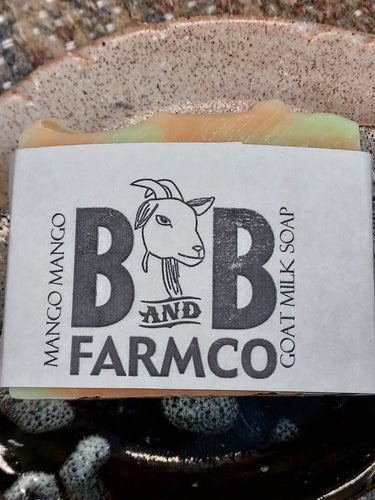 MANGO MANGO
B AND B
FARMCO
GOAT MILK SOAP